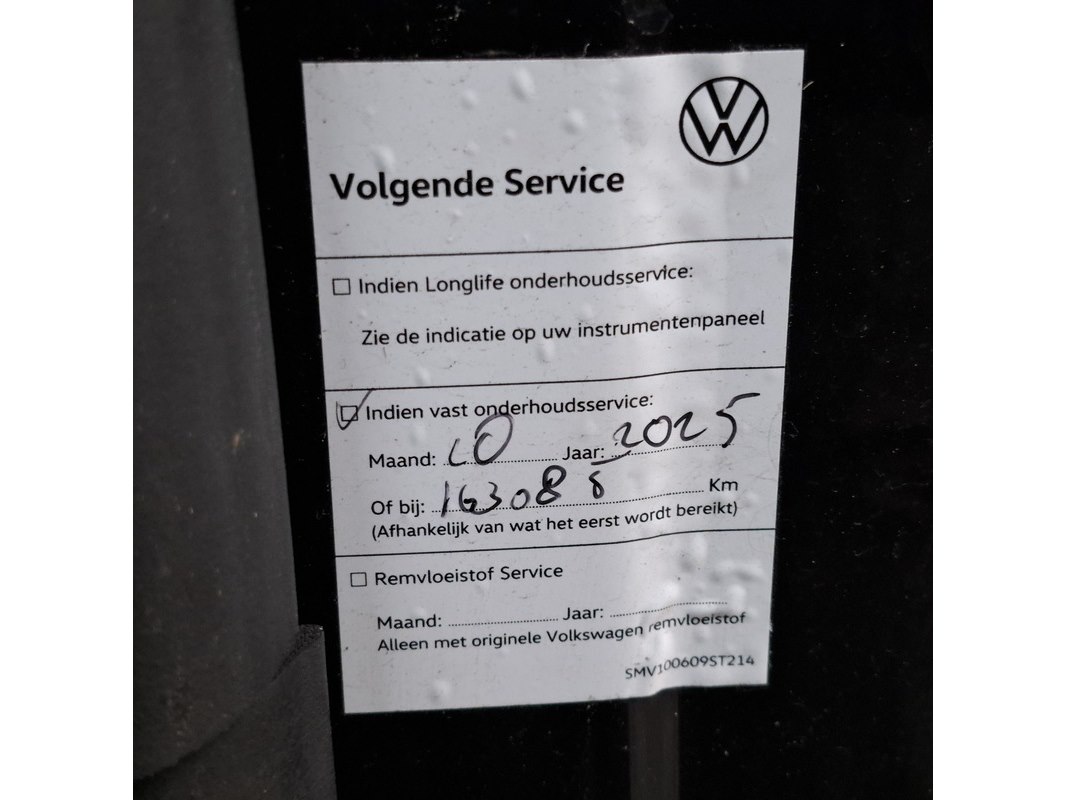 Volgende Service
Indien Longlife onderhoudsservice:
Zie de indicatie op uw instrumentenpaneel
Indien vast onderhoudsservice:
Maand: 10 Jaar: 2025
Of bij: 163088 Km
(Afhankelijk van wat het eerst wordt bereikt)
Remvloeistof Service
Maand: Jaar:
Alleen met originele Volkswagen remvloeistof
SMV100609ST214